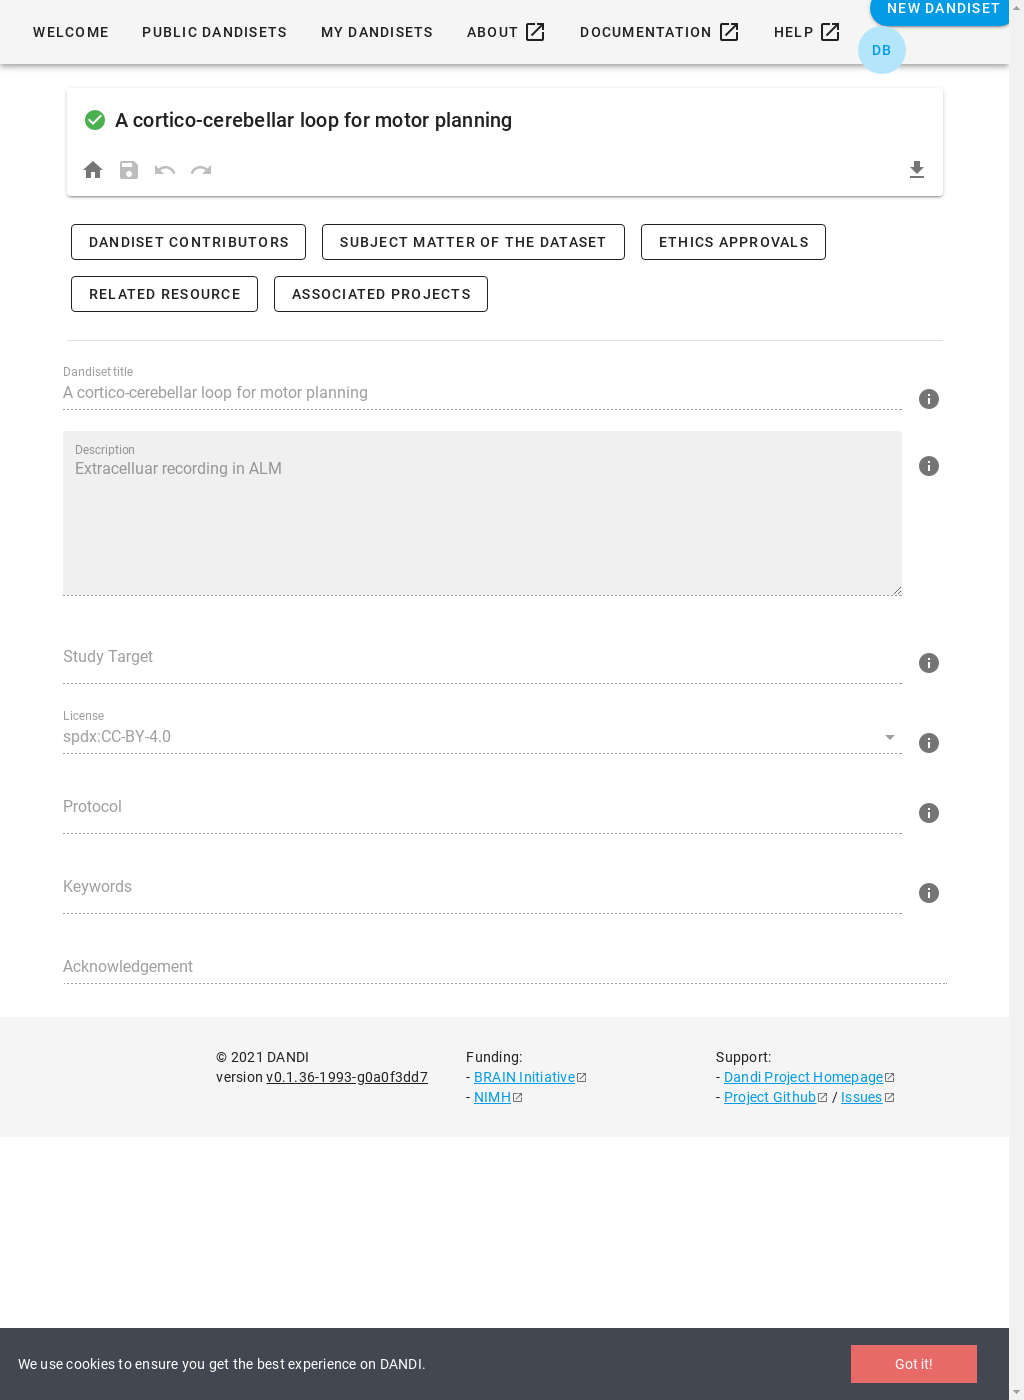 WELCOME PUBLIC DANDISETS MY DANDISETS ABOUT DOCUMENTATION HELP NEW DANDISET
DB
A cortico-cerebellar loop for motor planning
DANDISET CONTRIBUTORS SUBJECT MATTER OF THE DATASET ETHICS APPROVALS
RELATED RESOURCE ASSOCIATED PROJECTS
Dandiset title
A cortico-cerebellar loop for motor planning
Description
Extracelluar recording in ALM
Study Target
License
spdx:CC-BY-4.0
Protocol
Keywords
Acknowledgement
© 2021 DANDI
version v0.1.36-1993-g0a0f3dd7
Funding:
- BRAIN Initiative
- NIMH
Support:
- Dandi Project Homepage
- Project Github / Issues
We use cookies to ensure you get the best experience on DANDI.
Got it!